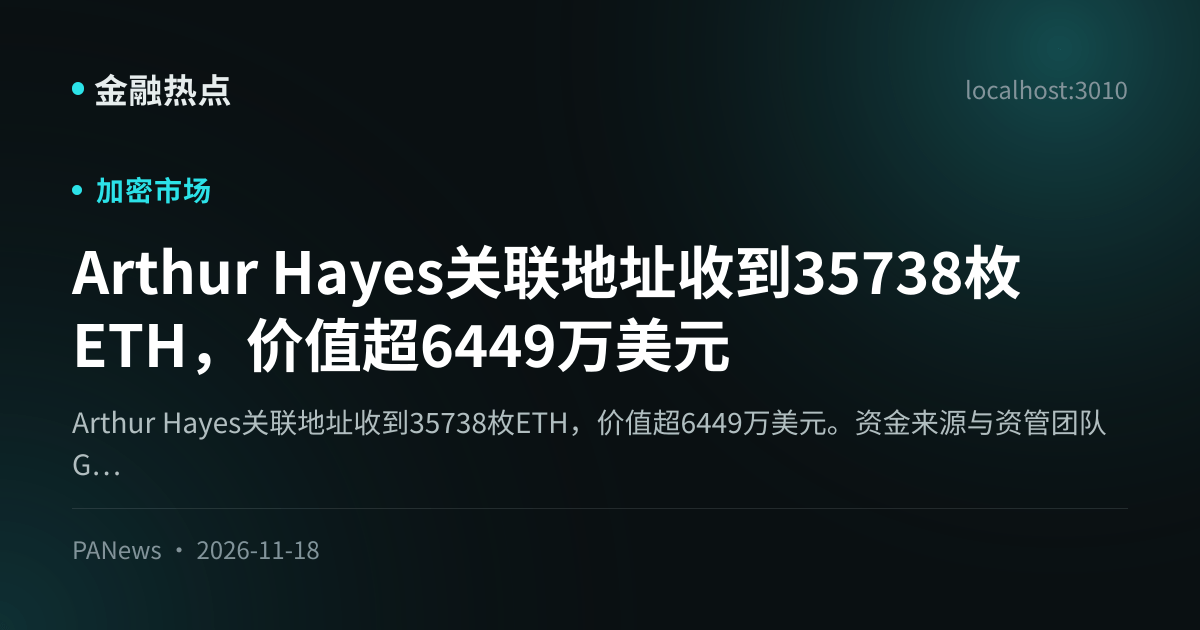 金融热点
localhost:3010
加密市场
Arthur Hayes关联地址收到35738枚
ETH，价值超6449万美元
Arthur Hayes关联地址收到35738枚ETH，价值超6449万美元。资金来源与资管团队
G…
PANews • 2026-11-18